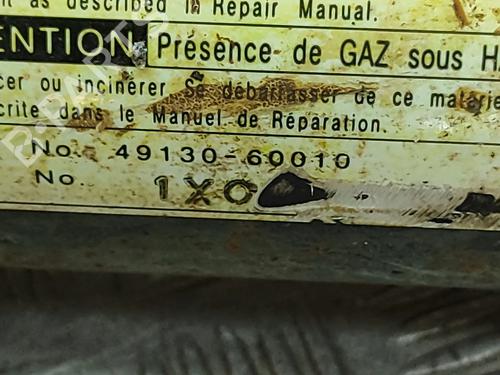 nt as described in Repair Manual.
ENTION Présence de GAZ sous H
cer ou incinérer Se débarrasser de ce matérie
crite dans le Manuel de Réparation.
No. 49130-60010
No. 1XC